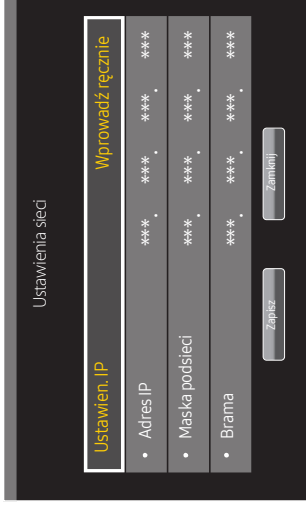 Ustawienia sieci
Ustawien. IP Wprowadź ręcznie
• Adres IP ***. ***. ***. ***
• Maska podsieci ***. ***. ***. ***
• Brama ***. ***. ***. ***
Zapisz Zamknij